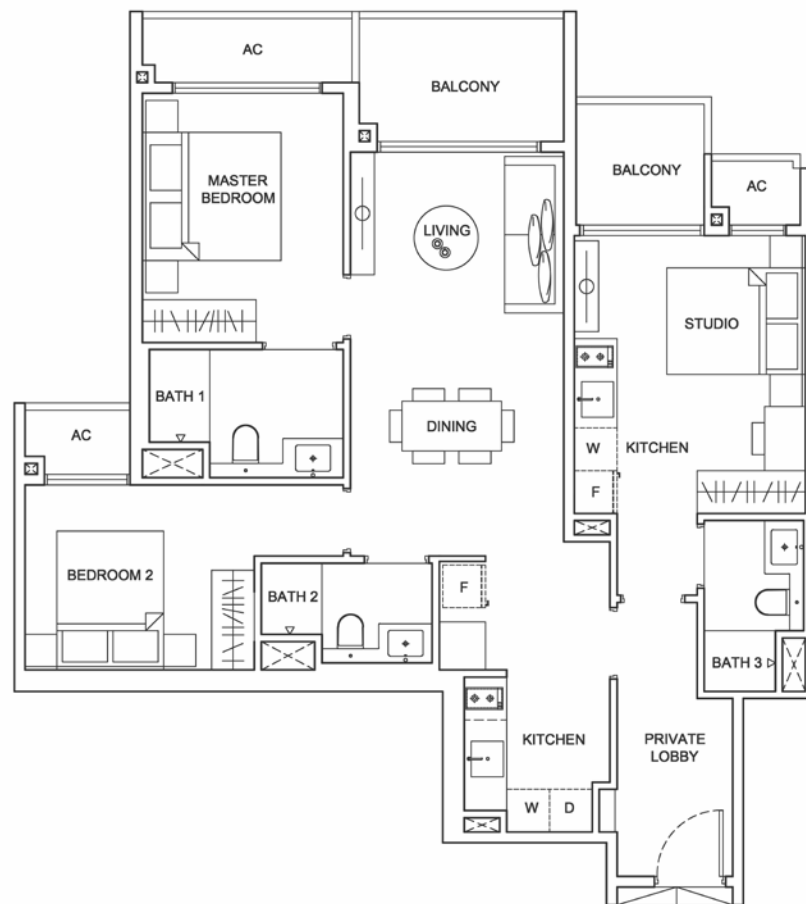 AC
BALCONY
MASTER
BEDROOM
LIVING
BALCONY
AC
STUDIO
BATH 1
DINING
AC
W
KITCHEN
F
BEDROOM 2
BATH 2
F
BATH 3
KITCHEN
PRIVATE
LOBBY
W
D